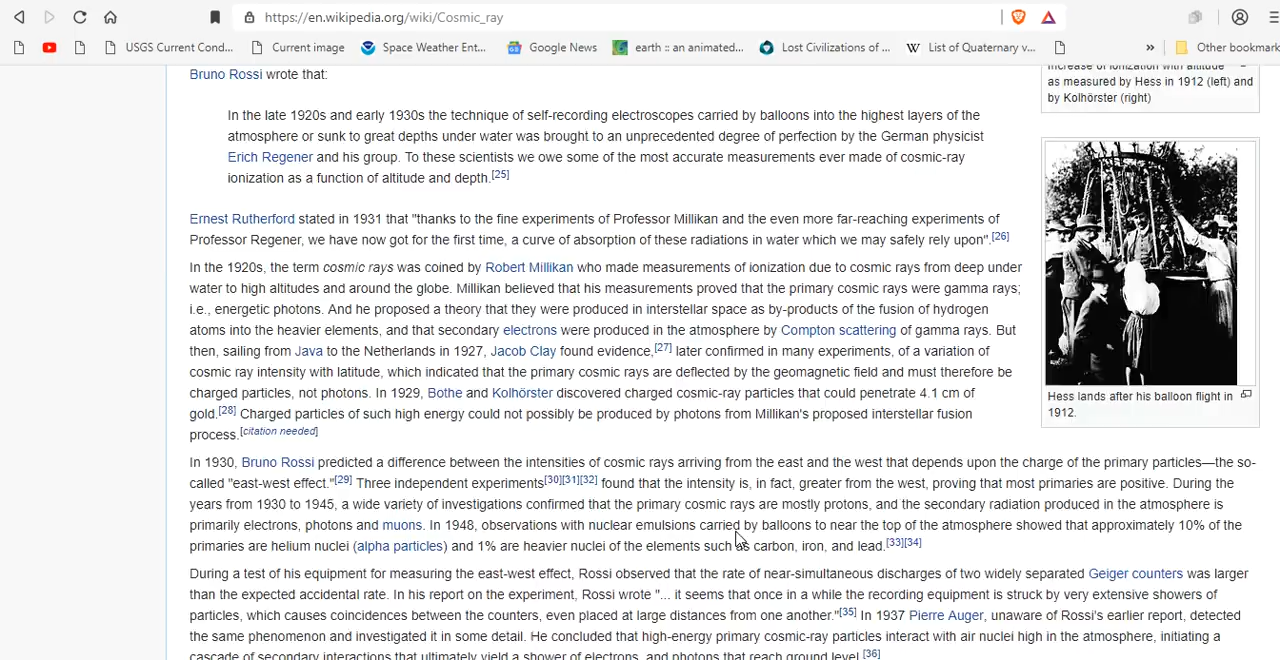 https://en.wikipedia.org/wiki/Cosmic_ray
USGS Current Cond...
Current image
Space Weather Ent...
Google News
earth :: an animated...
Lost Civilizations of ...
W List of Quaternary v...
»
Other bookmark
Bruno Rossi wrote that:
In the late 1920s and early 1930s the technique of self-recording electroscopes carried by balloons into the highest layers of the
atmosphere or sunk to great depths under water was brought to an unprecedented degree of perfection by the German physicist
Erich Regener and his group. To these scientists we owe some of the most accurate measurements ever made of cosmic-ray
ionization as a function of altitude and depth.[25]
Ernest Rutherford stated in 1931 that "thanks to the fine experiments of Professor Millikan and the even more far-reaching experiments of
Professor Regener, we have now got for the first time, a curve of absorption of these radiations in water which we may safely rely upon".[26]
In the 1920s, the term cosmic rays was coined by Robert Millikan who made measurements of ionization due to cosmic rays from deep under
water to high altitudes and around the globe. Millikan believed that his measurements proved that the primary cosmic rays were gamma rays;
i.e., energetic photons. And he proposed a theory that they were produced in interstellar space as by-products of the fusion of hydrogen
atoms into the heavier elements, and that secondary electrons were produced in the atmosphere by Compton scattering of gamma rays. But
then, sailing from Java to the Netherlands in 1927, Jacob Clay found evidence,[27] later confirmed in many experiments, of a variation of
cosmic ray intensity with latitude, which indicated that the primary cosmic rays are deflected by the geomagnetic field and must therefore be
charged particles, not photons. In 1929, Bothe and Kolhörster discovered charged cosmic-ray particles that could penetrate 4.1 cm of
gold.[28] Charged particles of such high energy could not possibly be produced by photons from Millikan's proposed interstellar fusion
process.[citation needed]
In 1930, Bruno Rossi predicted a difference between the intensities of cosmic rays arriving from the east and the west that depends upon the charge of the primary particles—the so-
called "east-west effect."[29] Three independent experiments[30][31][32] found that the intensity is, in fact, greater from the west, proving that most primaries are positive. During the
years from 1930 to 1945, a wide variety of investigations confirmed that the primary cosmic rays are mostly protons, and the secondary radiation produced in the atmosphere is
primarily electrons, photons and muons. In 1948, observations with nuclear emulsions carried by balloons to near the top of the atmosphere showed that approximately 10% of the
primaries are helium nuclei (alpha particles) and 1% are heavier nuclei of the elements such as carbon, iron, and lead.[33][34]
During a test of his equipment for measuring the east-west effect, Rossi observed that the rate of near-simultaneous discharges of two widely separated Geiger counters was larger
than the expected accidental rate. In his report on the experiment, Rossi wrote "... it seems that once in a while the recording equipment is struck by very extensive showers of
particles, which causes coincidences between the counters, even placed at large distances from one another."[35] In 1937 Pierre Auger, unaware of Rossi's earlier report, detected
the same phenomenon and investigated it in some detail. He concluded that high-energy primary cosmic-ray particles interact with air nuclei high in the atmosphere, initiating a
cascade of secondary interactions that ultimately yield a shower of electrons, and photons that reach ground level.[36]
Increase of ionization with altitude
as measured by Hess in 1912 (left) and
by Kolhörster (right)
Hess lands after his balloon flight in
1912.